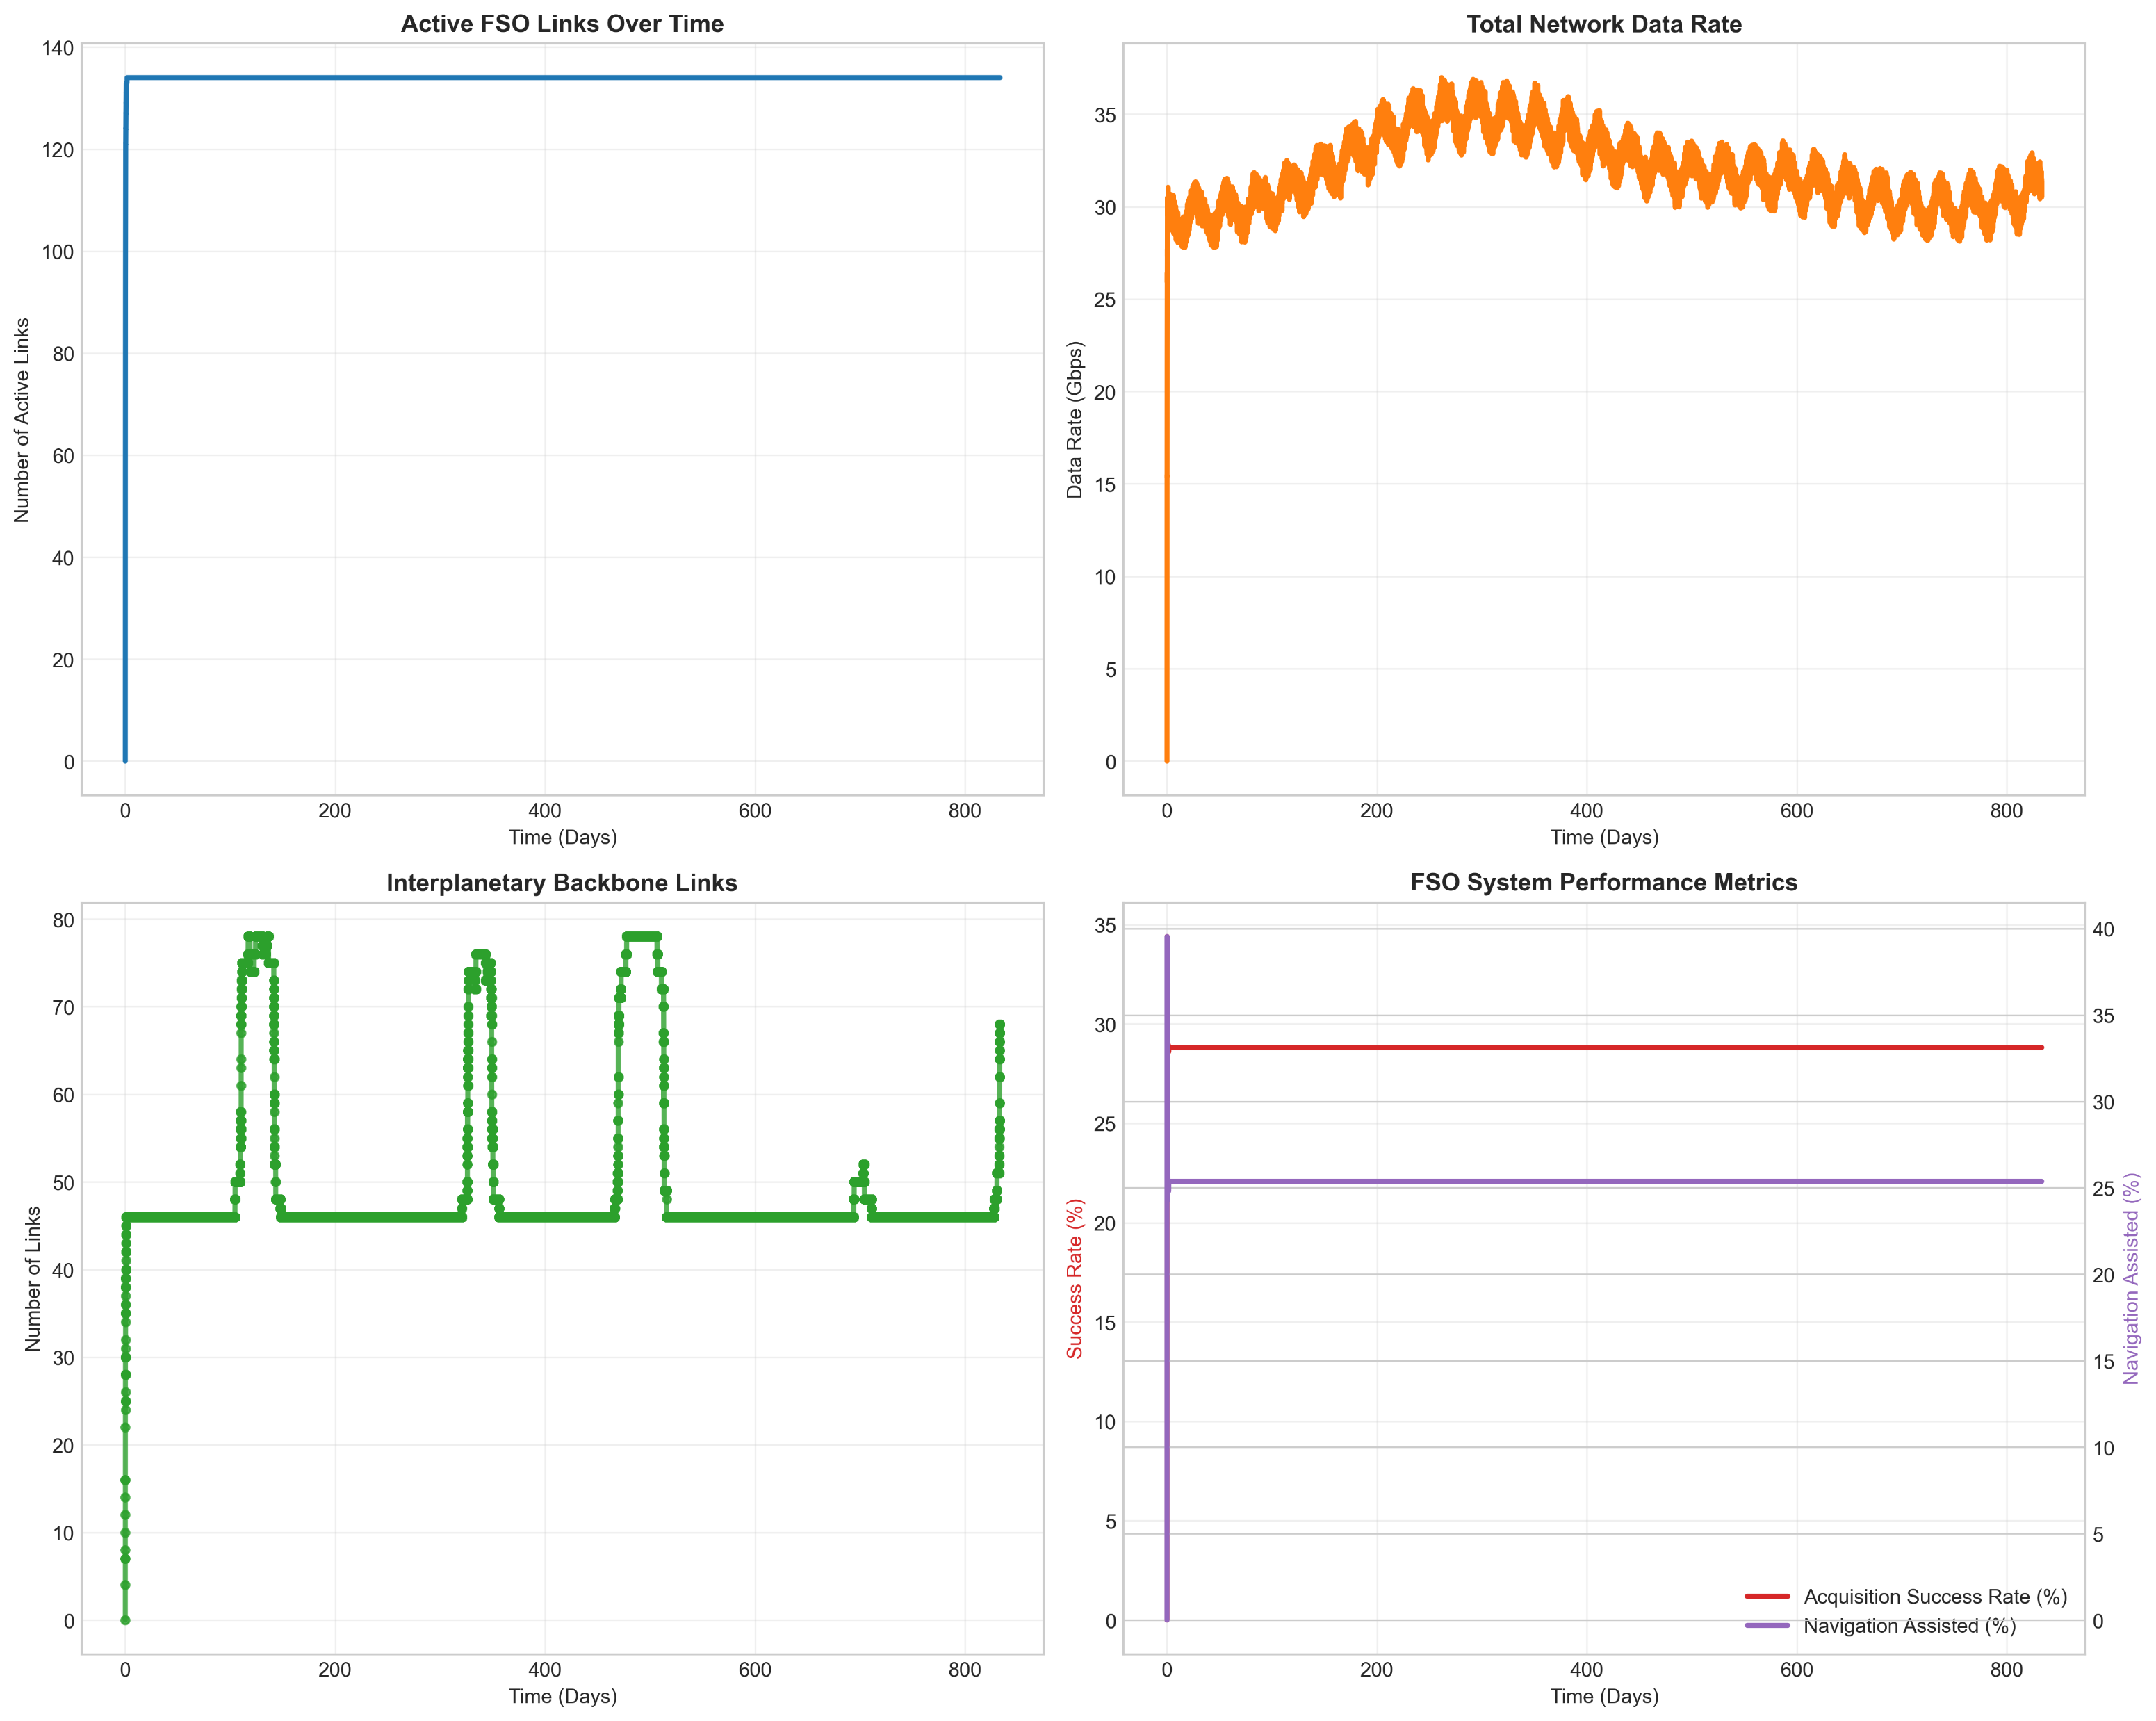 Active FSO Links Over Time
140
120
100
80
60
40
20
0
Number of Active Links
0 200 400 600 800
Time (Days)
Total Network Data Rate
35
30
25
20
15
10
5
0
Data Rate (Gbps)
0 200 400 600 800
Time (Days)
Interplanetary Backbone Links
80
70
60
50
40
30
20
10
0
Number of Links
0 200 400 600 800
Time (Days)
FSO System Performance Metrics
35
30
25
20
15
10
5
0
Success Rate (%)
40
35
30
25
20
15
10
5
0
Navigation Assisted (%)
Acquisition Success Rate (%)
Navigation Assisted (%)
0 200 400 600 800
Time (Days)